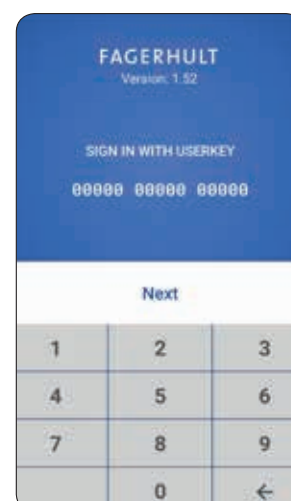 FAGERHULT
Version: 1.52
SIGN IN WITH USERKEY
00000 00000 00000
Next
1 2 3
4 5 6
7 8 9
0 ←